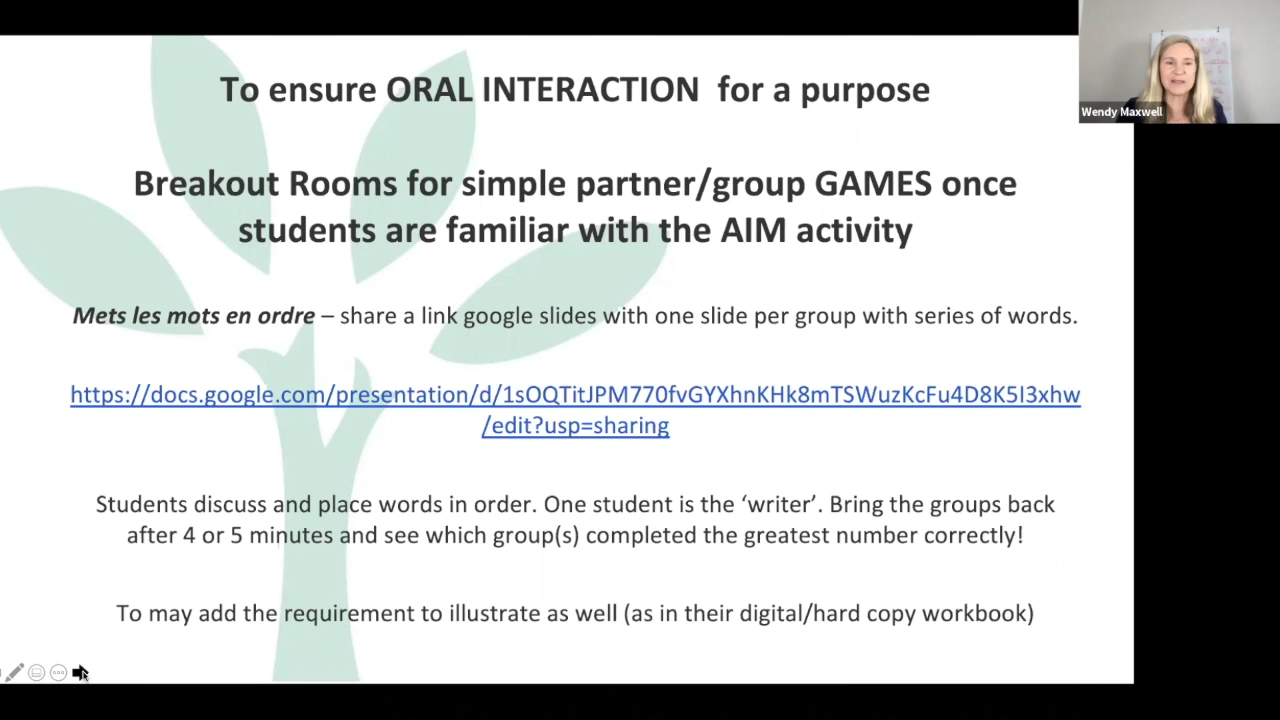 To ensure ORAL INTERACTION for a purpose
Wendy Maxwell
Breakout Rooms for simple partner/group GAMES once
students are familiar with the AIM activity
Mets les mots en ordre – share a link google slides with one slide per group with series of words.
https://docs.google.com/presentation/d/1sOQTitJPM770fvGYXhnKHk8mTSWuzKcFu4D8K5I3xhw
/edit?usp=sharing
Students discuss and place words in order. One student is the ‘writer’. Bring the groups back
after 4 or 5 minutes and see which group(s) completed the greatest number correctly!
To may add the requirement to illustrate as well (as in their digital/hard copy workbook)